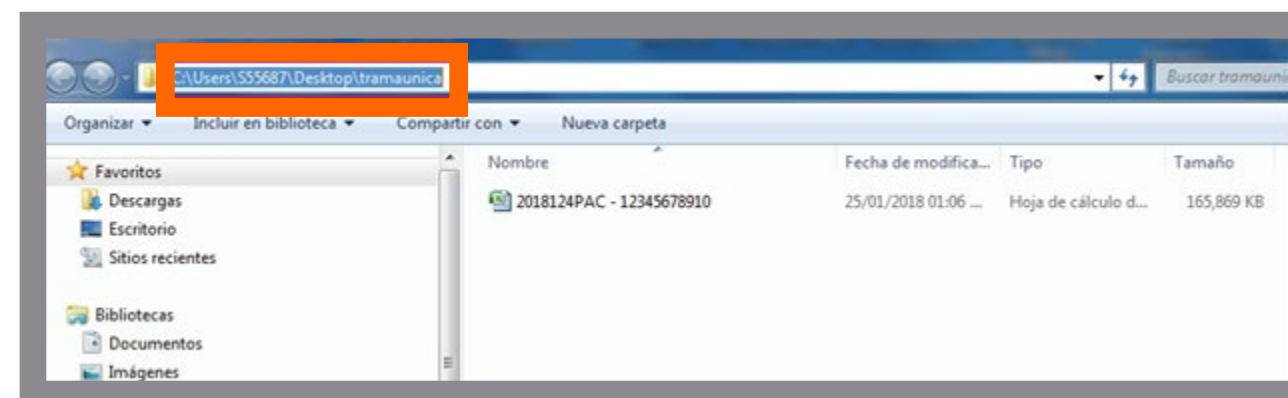 C:\Users\S55687\Desktop\tramaunica
Buscar tramauni
Organizar Incluir en biblioteca Compartir con Nueva carpeta
Favoritos
Descargas
Escritorio
Sitios recientes
Bibliotecas
Documentos
Imágenes
Nombre Fecha de modifica... Tipo Tamaño
2018124PAC - 12345678910 25/01/2018 01:06 ... Hoja de cálculo d... 165,869 KB